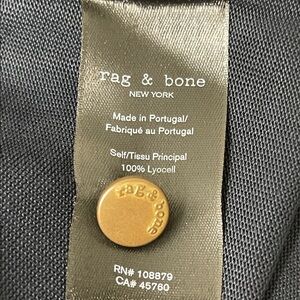 rag & bone
NEW YORK
Made in Portugal/
Fabriqué au Portugal
Self/Tissu Principal
100% Lyocell
rag & bone
RN# 108879
CA# 45760